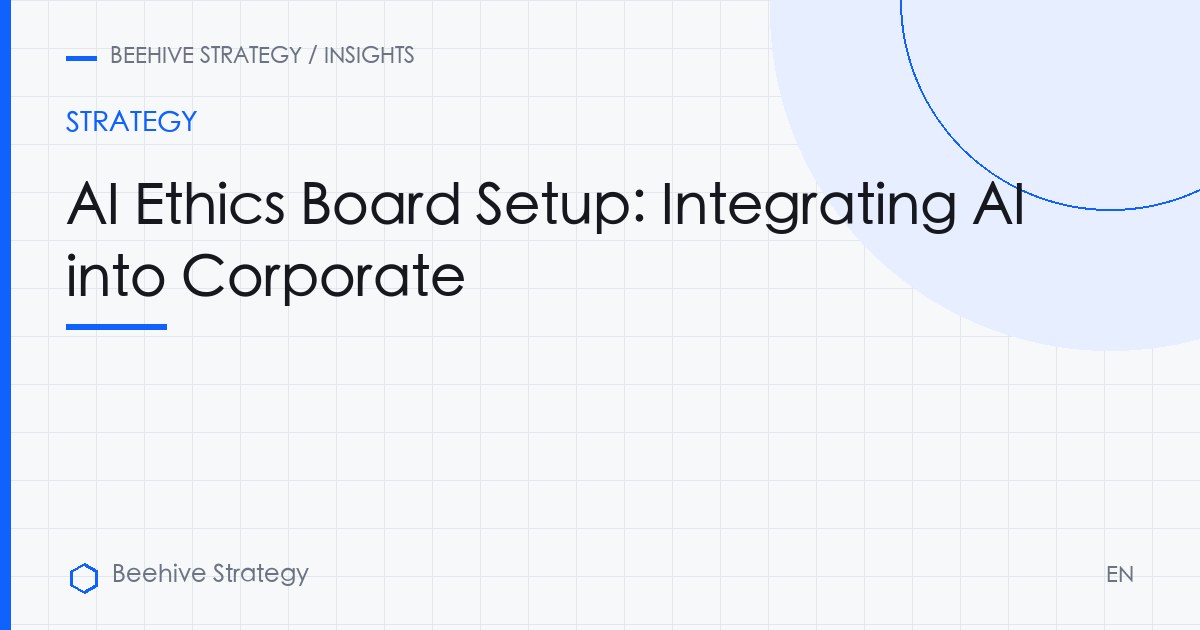 BEEHIVE STRATEGY / INSIGHTS
STRATEGY
AI Ethics Board Setup: Integrating AI
into Corporate
Beehive Strategy
EN